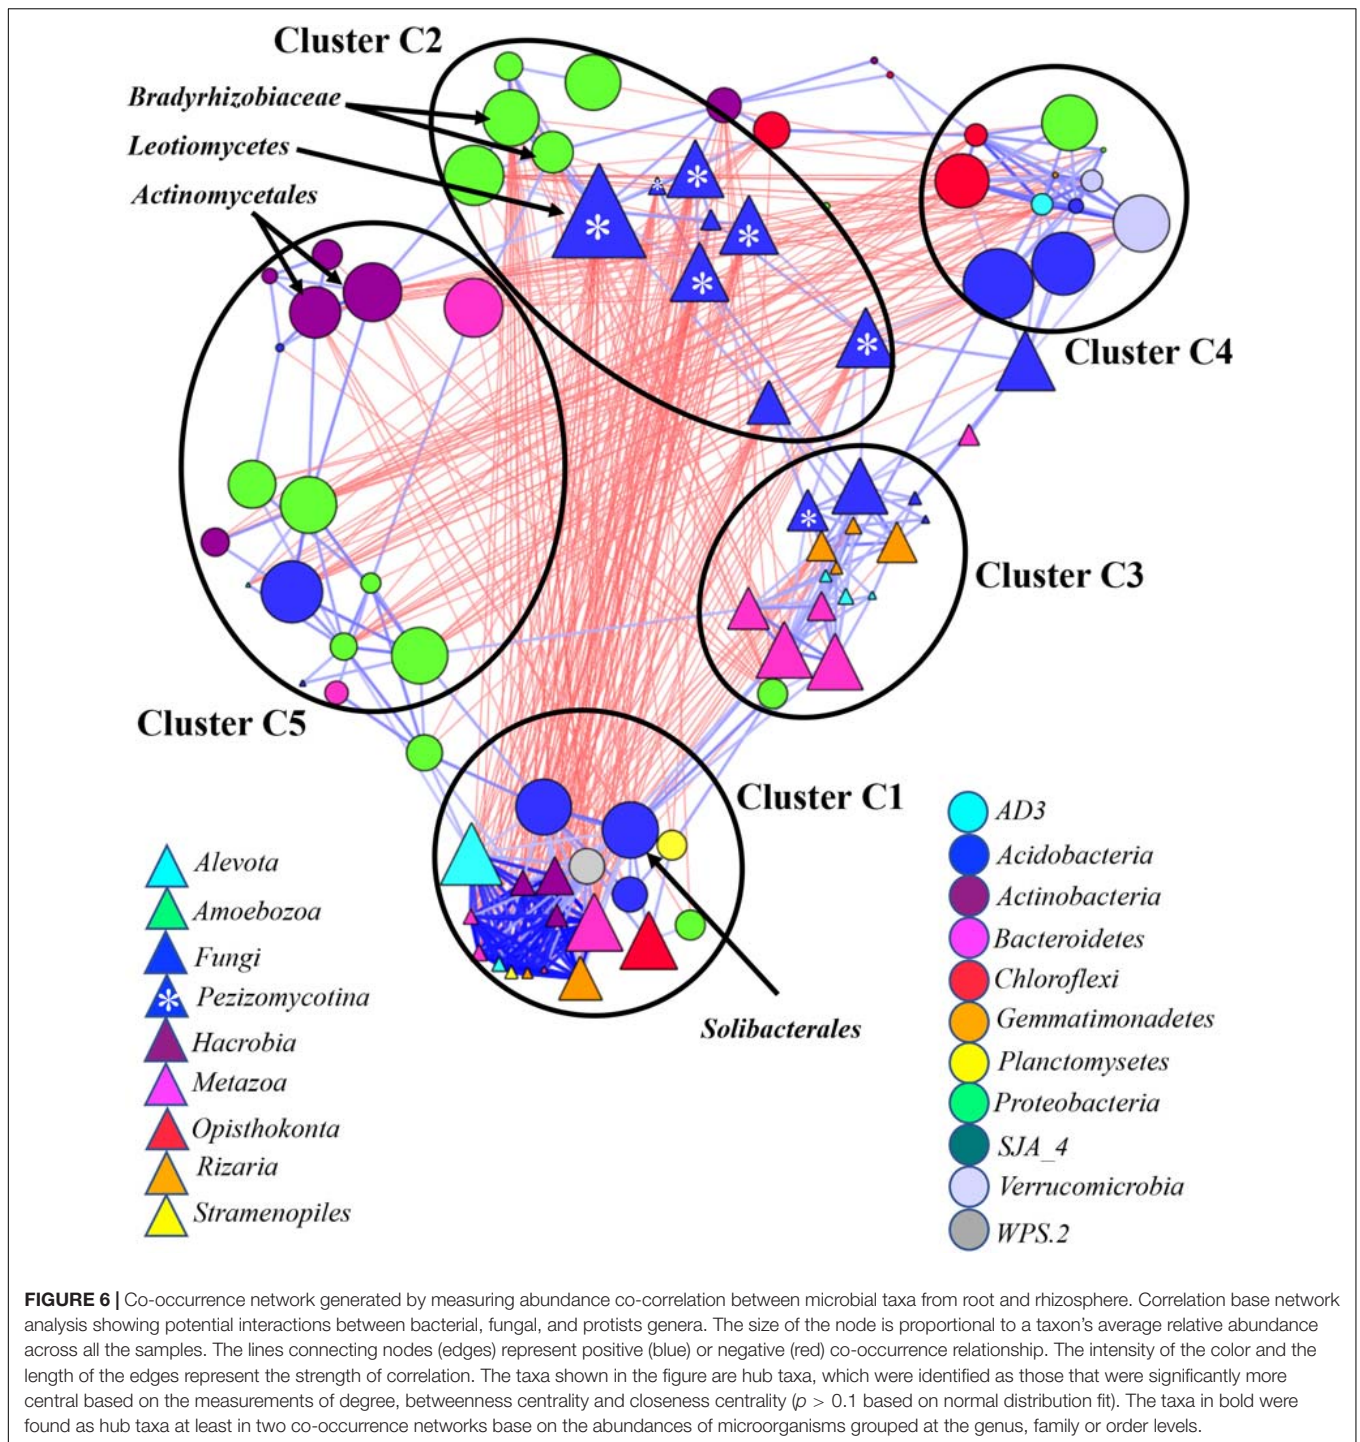 Cluster C2
Bradyrhizobiaceae
Leotiomycetes
Actinomycetales
Cluster C4
Cluster C3
Cluster C5
Cluster C1
Solibacterales
Alevota
Amoebozoa
Fungi
* Pezizomycotina
Hacrobia
Metazoa
Opisthokonta
Rizaria
Stramenopiles
AD3
Acidobacteria
Actinobacteria
Bacteroidetes
Chloroflexi
Gemmatimonadetes
Planctomysetes
Proteobacteria
SJA_4
Verrucomicrobia
WPS.2
FIGURE 6 | Co-occurrence network generated by measuring abundance co-correlation between microbial taxa from root and rhizosphere. Correlation base network
analysis showing potential interactions between bacterial, fungal, and protists genera. The size of the node is proportional to a taxon's average relative abundance
across all the samples. The lines connecting nodes (edges) represent positive (blue) or negative (red) co-occurrence relationship. The intensity of the color and the
length of the edges represent the strength of correlation. The taxa shown in the figure are hub taxa, which were identified as those that were significantly more
central based on the measurements of degree, betweenness centrality and closeness centrality (p > 0.1 based on normal distribution fit). The taxa in bold were
found as hub taxa at least in two co-occurrence networks base on the abundances of microorganisms grouped at the genus, family or order levels.